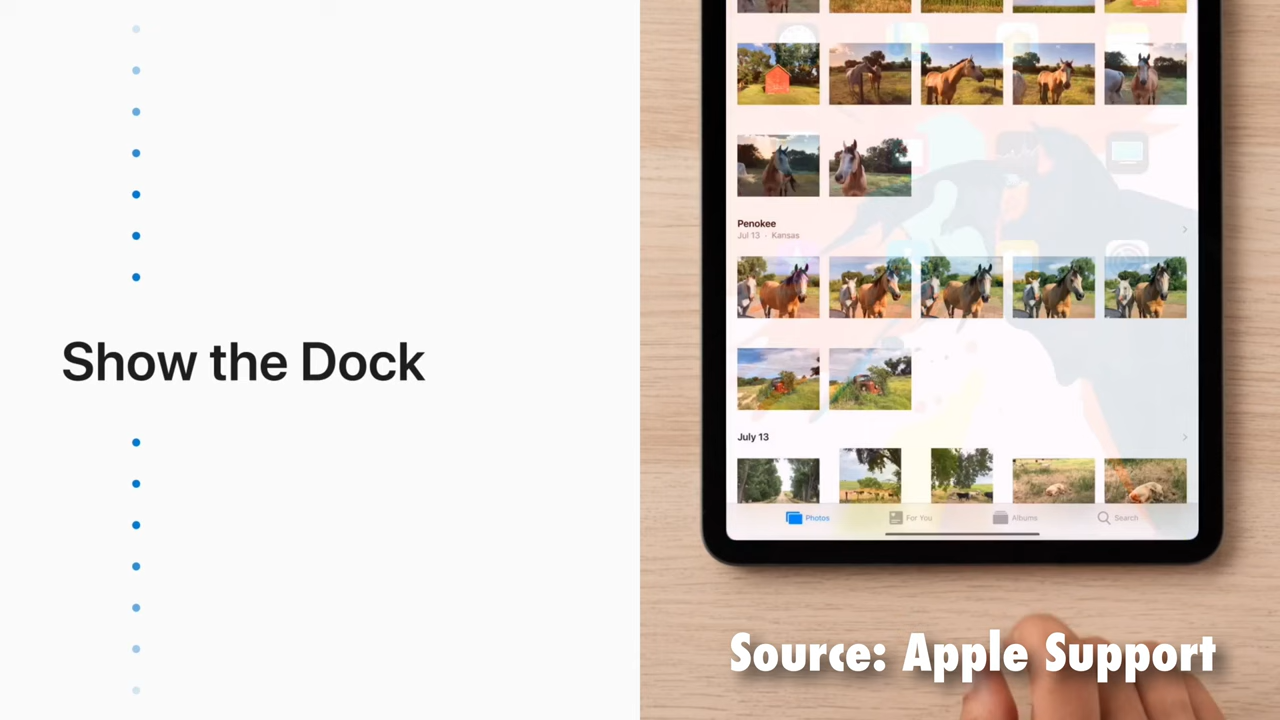 Show the Dock
Penokee
Jul 13 · Kansas
July 13
Photos
For You
Albums
Search
Source: Apple Support